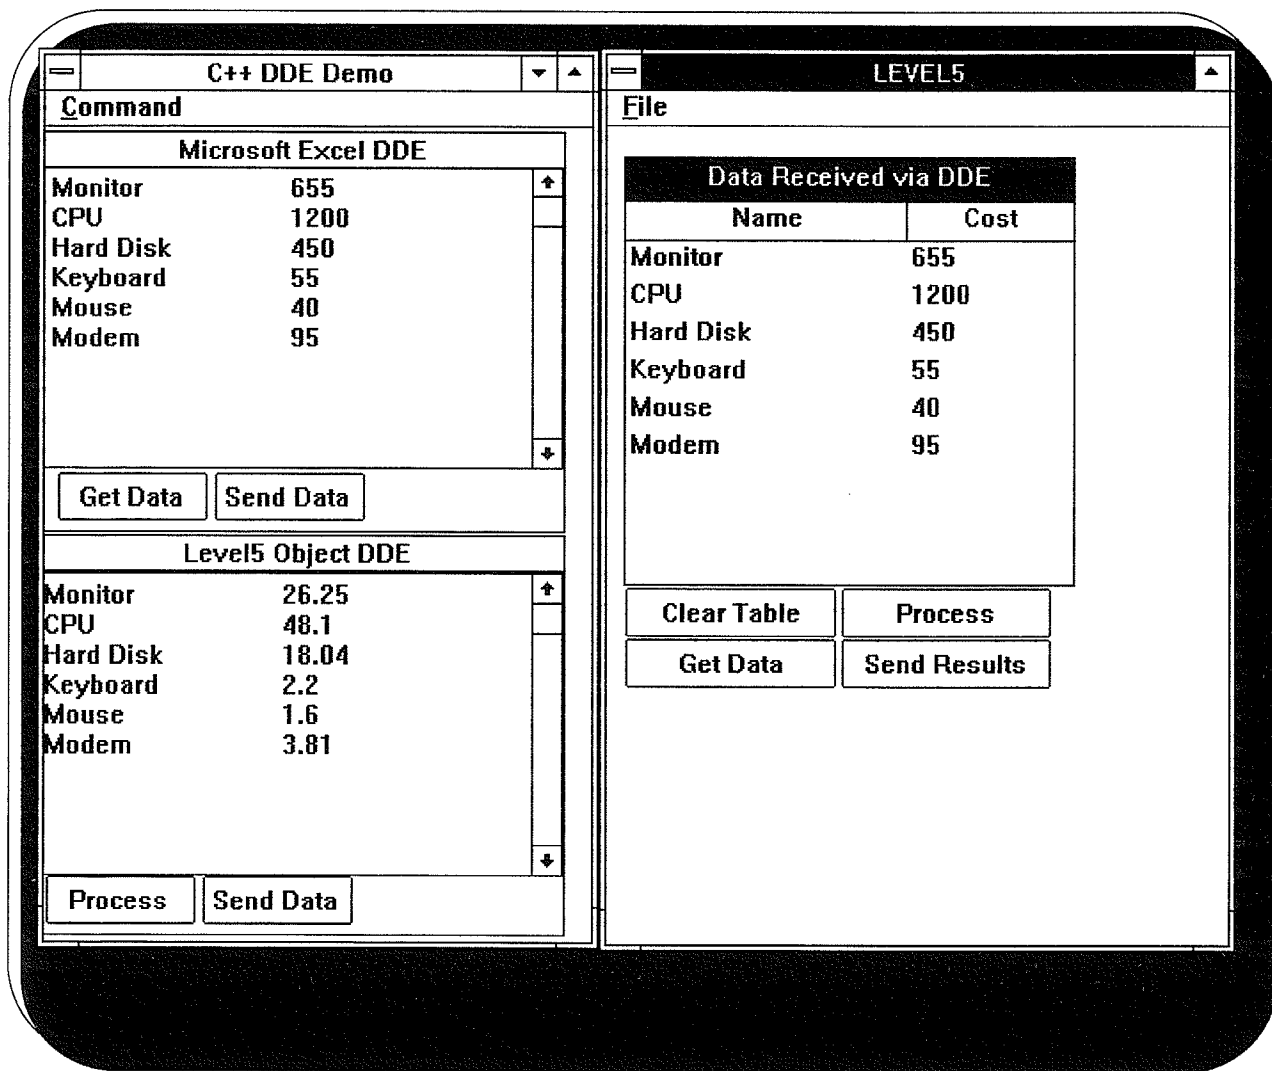 C++ DDE Demo
Command
Microsoft Excel DDE
Monitor 655
CPU 1200
Hard Disk 450
Keyboard 55
Mouse 40
Modem 95
Get Data Send Data
Level5 Object DDE
Monitor 26.25
CPU 48.1
Hard Disk 18.04
Keyboard 2.2
Mouse 1.6
Modem 3.81
Process Send Data
LEVEL5
File
Data Received via DDE
Name Cost
Monitor 655
CPU 1200
Hard Disk 450
Keyboard 55
Mouse 40
Modem 95
Clear Table Process
Get Data Send Results